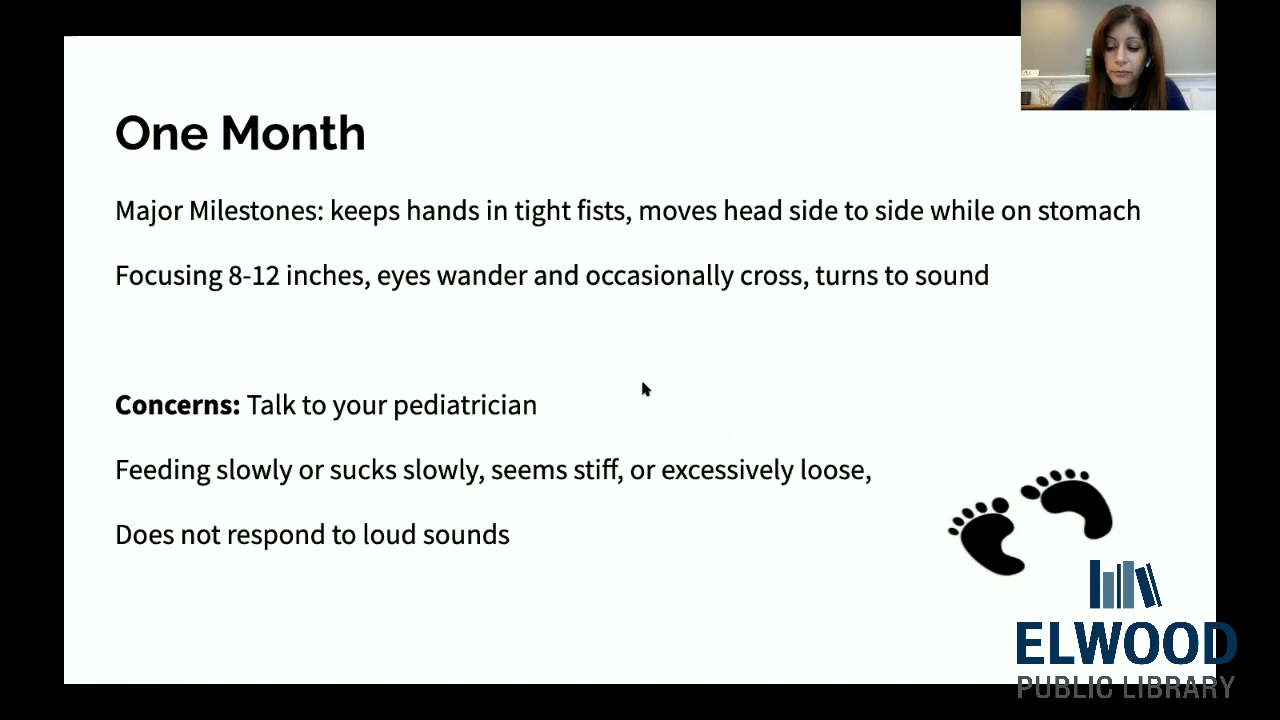 One Month
Major Milestones: keeps hands in tight fists, moves head side to side while on stomach
Focusing 8-12 inches, eyes wander and occasionally cross, turns to sound
Concerns: Talk to your pediatrician
Feeding slowly or sucks slowly, seems stiff, or excessively loose,
Does not respond to loud sounds
ELWOOD
PUBLIC LIBRARY